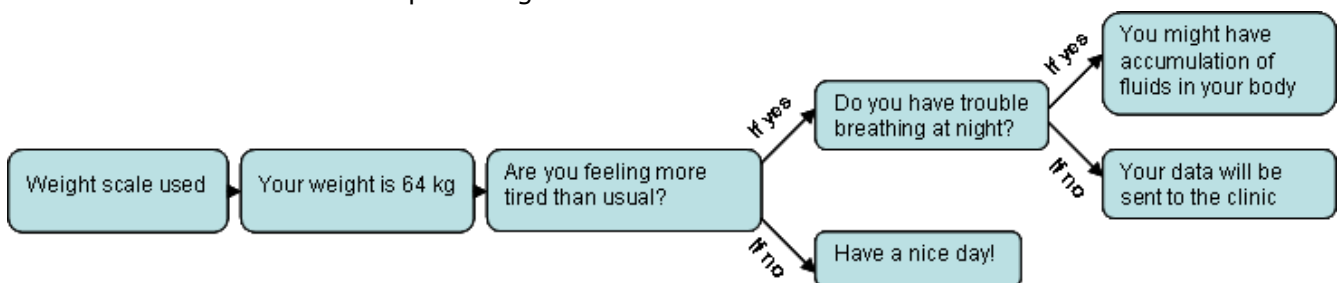 Weight scale used
Your weight is 64 kg
Are you feeling more
tired than usual?
If yes
Do you have trouble
breathing at night?
If yes
You might have
accumulation of
fluids in your body
If no
Your data will be
sent to the clinic
If no
Have a nice day!